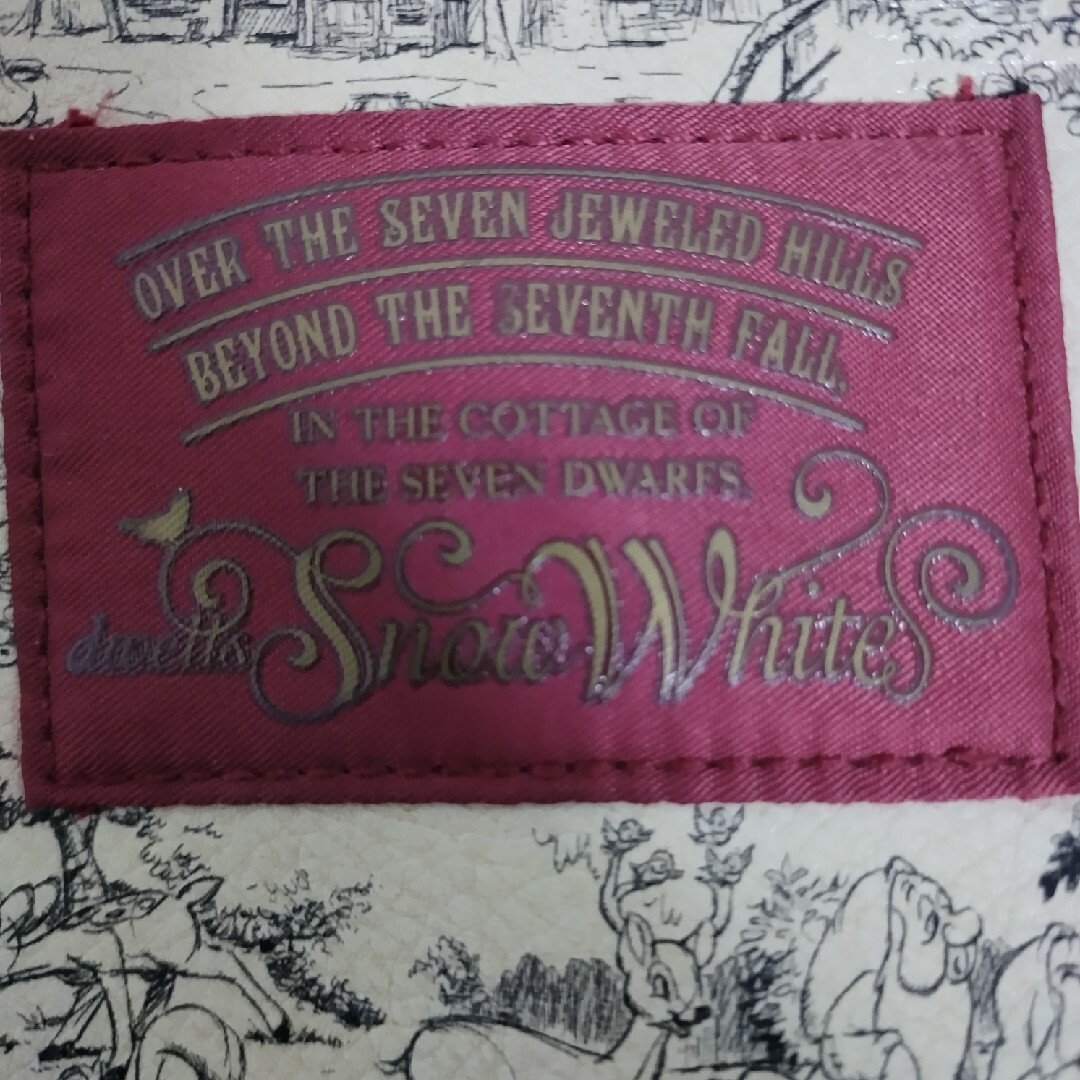 OVER THE SEVEN JEWELED HILLS
BEYOND THE SEVENTH FALL,
IN THE COTTAGE OF
THE SEVEN DWARFS,
dwells Snow White